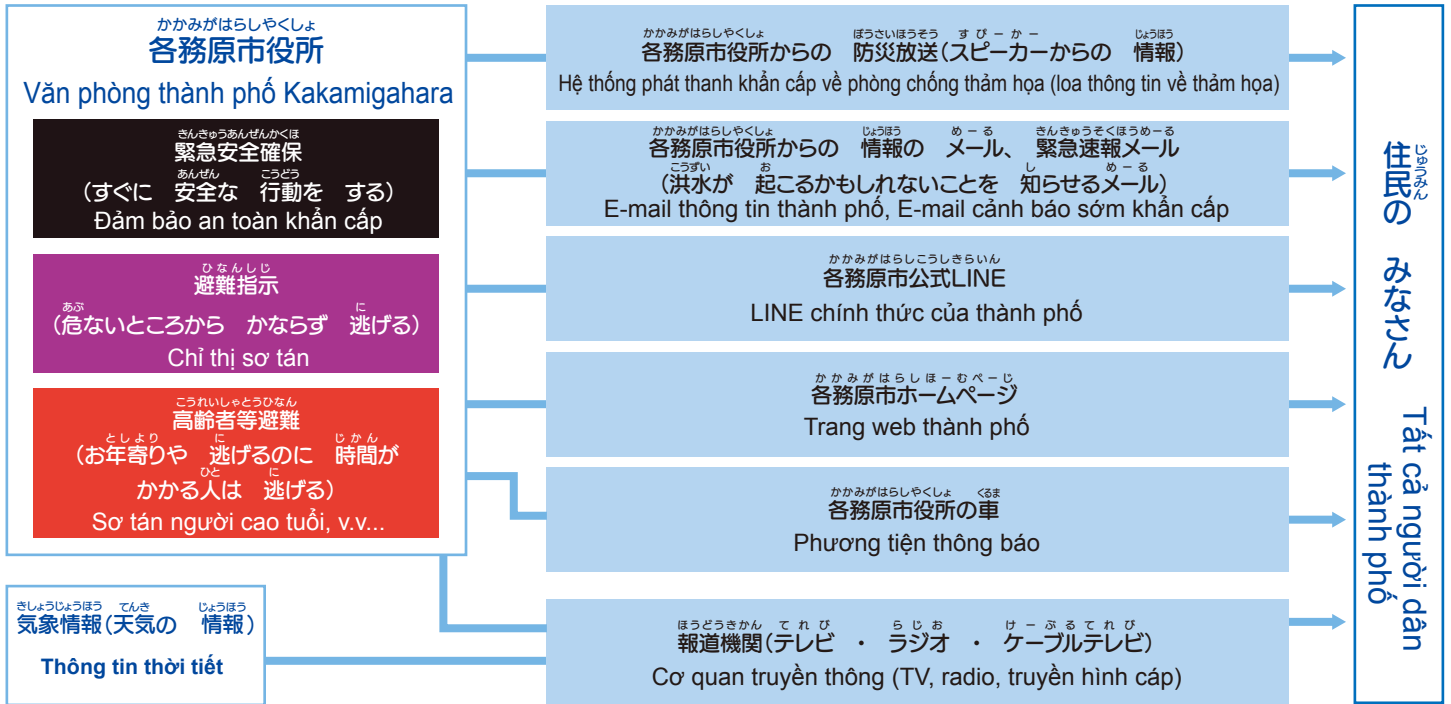 かかみがはらしやくしょ
各務原市役所
Văn phòng thành phố Kakamigahara
きんきゅうあんぜんかくほ
緊急安全確保
あんぜん こうどう
(すぐに 安全な 行動を する)
Đảm bảo an toàn khẩn cấp
ひなんしじ
避難指示
あぶ に
(危ないところから かならず 逃げる)
Chỉ thị sơ tán
こうれいしゃとうひなん
高齢者等避難
としより に じかん
(お年寄りや 逃げるのに 時間が
ひと に
かかる人は 逃げる)
Sơ tán người cao tuổi, v.v...
きしょうじょうほう てんき じょうほう
気象情報(天気の 情報)
Thông tin thời tiết
かかみがはらしやくしょ ぼうさいほうそう すぴーかー じょうほう
各務原市役所からの 防災放送(スピーカーからの 情報)
Hệ thống phát thanh khẩn cấp về phòng chống thảm họa (loa thông tin về thảm họa)
かかみがはらしやくしょ じょうほう めーる きんきゅうそくほうめーる
各務原市役所からの 情報の メール、 緊急速報メール
こうずい お し めーる
(洪水が 起こるかもしれないことを 知らせるメール)
E-mail thông tin thành phố, E-mail cảnh báo sớm khẩn cấp
かかみがはらしこうしきらいん
各務原市公式LINE
LINE chính thức của thành phố
かかみがはらしほーむぺーじ
各務原市ホームページ
Trang web thành phố
かかみがはらしやくしょ くるま
各務原市役所の車
Phương tiện thông báo
ほうどうきかん てれび らじお けーぶるてれび
報道機関(テレビ ・ ラジオ ・ ケーブルテレビ)
Cơ quan truyền thông (TV, radio, truyền hình cáp)
じゅうみん
住民の みなさん
Tất cả người dân
thành phố